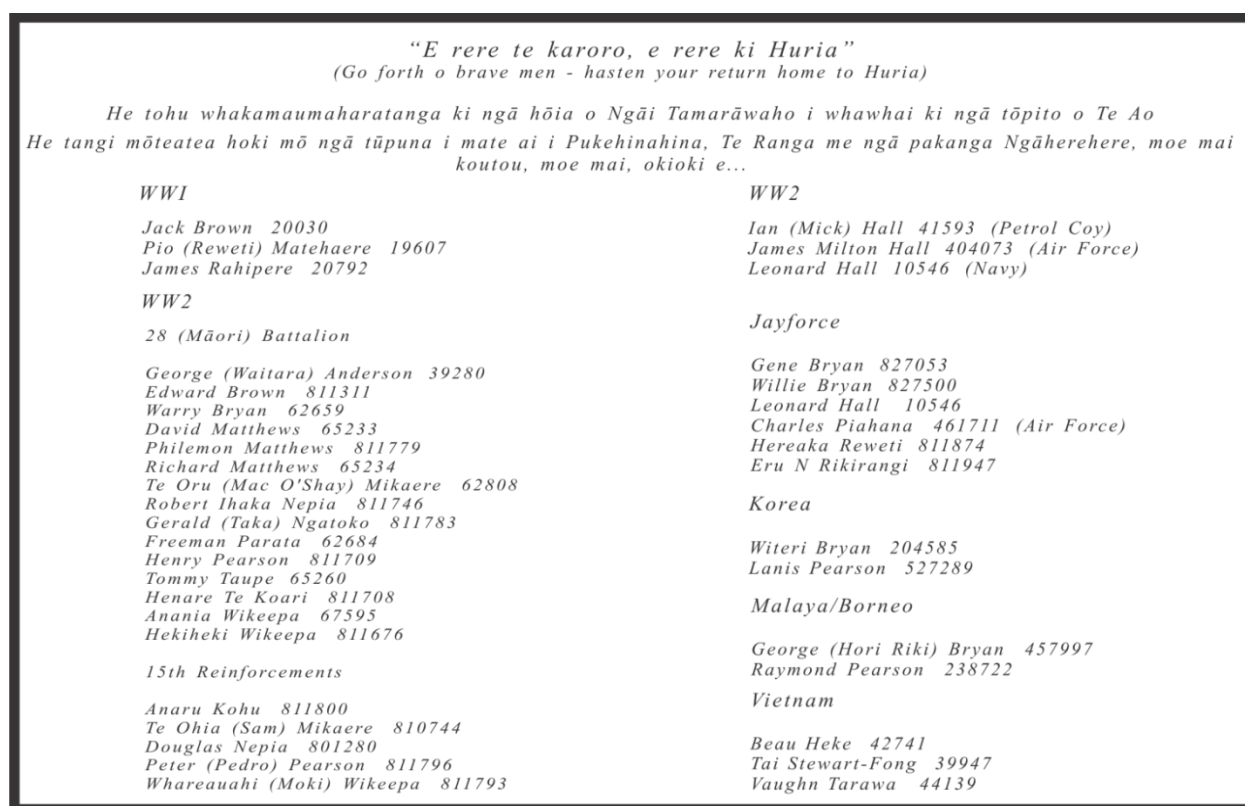 “E rere te karoro, e rere ki Huria”
(Go forth o brave men - hasten your return home to Huria)
He tohu whakamaumaharatanga ki ngā hōia o Ngāi Tamarāwaho i whawhai ki ngā tōpito o Te Ao
He tangi mōteatea hoki mō ngā tūpuna i mate ai i Pukehinahina, Te Ranga me ngā pakanga Ngāherehere, moe mai
koutou, moe mai, okioki e...
WWI
Jack Brown 20030
Pio (Reweti) Matehaere 19607
James Rahipere 20792
WW2
28 (Māori) Battalion
George (Waitara) Anderson 39280
Edward Brown 811311
Warry Bryan 62659
David Matthews 65233
Philemon Matthews 811779
Richard Matthews 65234
Te Oru (Mac O'Shay) Mikaere 62808
Robert Ihaka Nepia 811746
Gerald (Taka) Ngatoko 811783
Freeman Parata 62684
Henry Pearson 811709
Tommy Taupe 65260
Henare Te Koari 811708
Anania Wikeepa 67595
Hekiheki Wikeepa 811676
15th Reinforcements
Anaru Kohu 811800
Te Ohia (Sam) Mikaere 810744
Douglas Nepia 801280
Peter (Pedro) Pearson 811796
Whareauahi (Moki) Wikeepa 811793
WW2
Ian (Mick) Hall 41593 (Petrol Coy)
James Milton Hall 404073 (Air Force)
Leonard Hall 10546 (Navy)
Jayforce
Gene Bryan 827053
Willie Bryan 827500
Leonard Hall 10546
Charles Piahana 461711 (Air Force)
Hereaka Reweti 811874
Eru N Rikirangi 811947
Korea
Witeri Bryan 204585
Lanis Pearson 527289
Malaya/Borneo
George (Hori Riki) Bryan 457997
Raymond Pearson 238722
Vietnam
Beau Heke 42741
Tai Stewart-Fong 39947
Vaughn Tarawa 44139